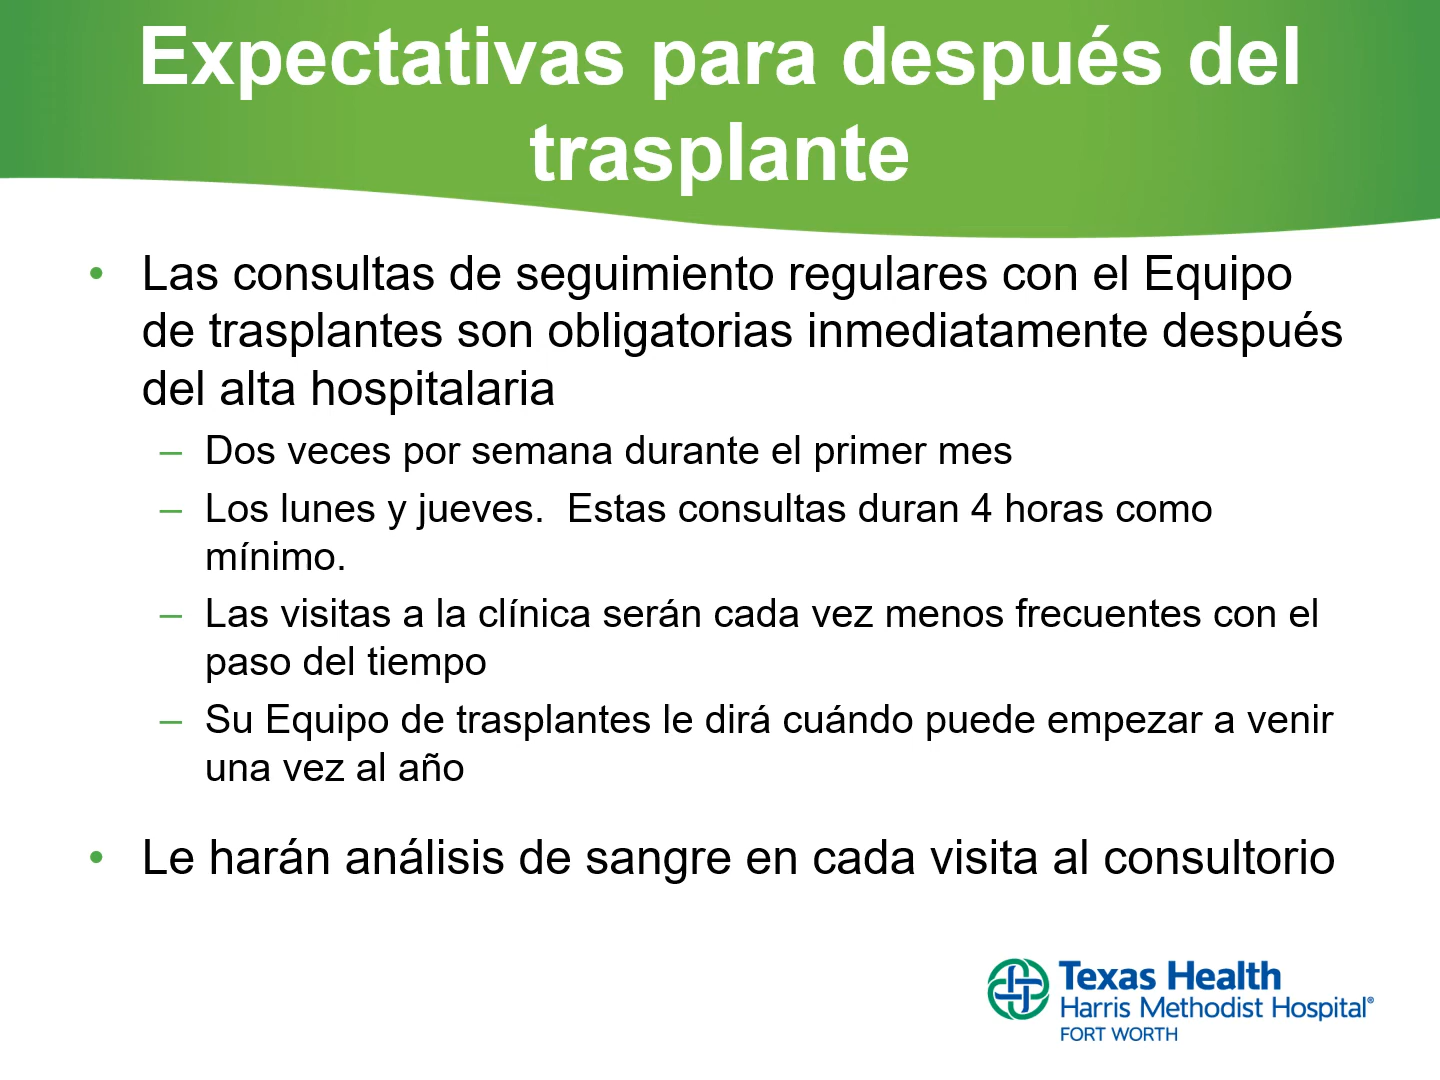 Expectativas para después del
trasplante
• Las consultas de seguimiento regulares con el Equipo
de trasplantes son obligatorias inmediatamente después
del alta hospitalaria
– Dos veces por semana durante el primer mes
– Los lunes y jueves.  Estas consultas duran 4 horas como
mínimo.
– Las visitas a la clínica serán cada vez menos frecuentes con el
paso del tiempo
– Su Equipo de trasplantes le dirá cuándo puede empezar a venir
una vez al año
• Le harán análisis de sangre en cada visita al consultorio
Texas Health
Harris Methodist Hospital®
FORT WORTH